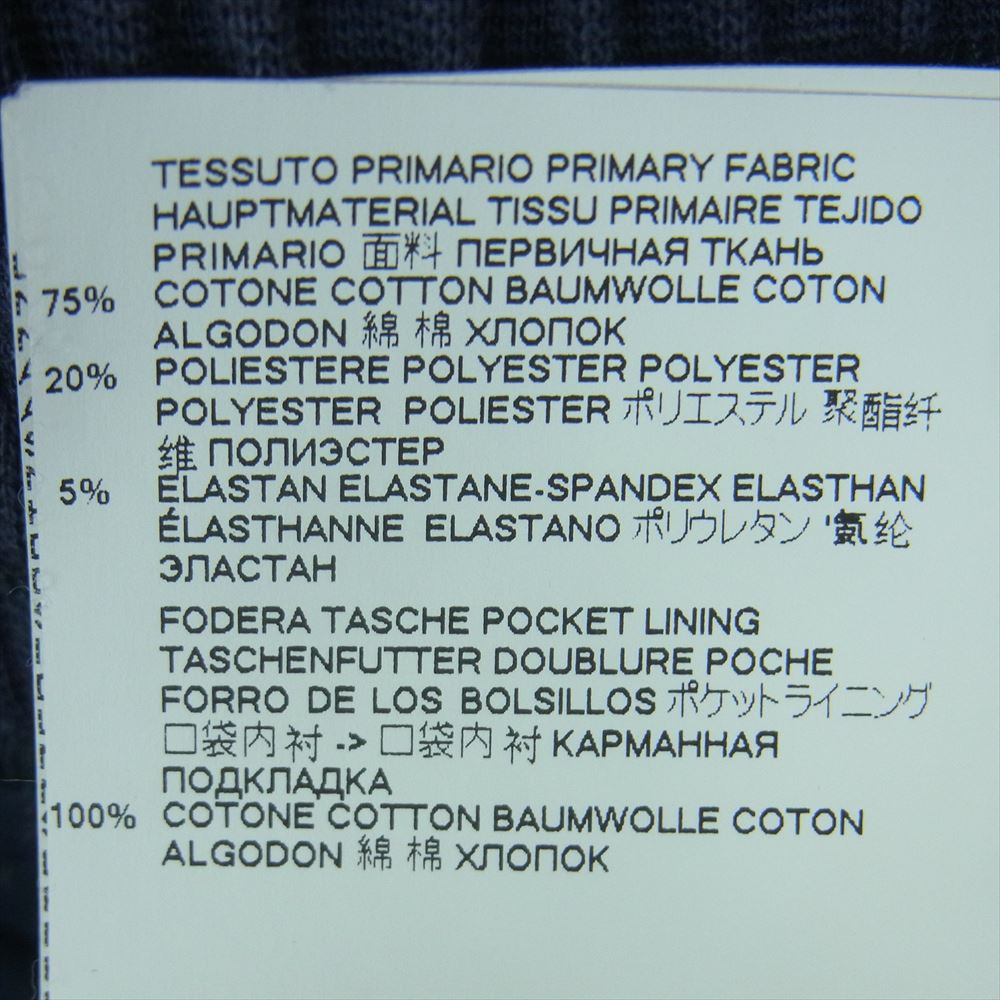 TESSUTO PRIMARIO PRIMARY FABRIC
HAUPTMATERIAL TISSU PRIMAIRE TEJIDO
PRIMARIO 面料 ПЕРВИЧНАЯ ТКАНЬ
75% COTONE COTTON BAUMWOLLE COTON
ALGODON 綿 棉 ХЛОПОК
20% POLIESTERE POLYESTER POLYESTER
POLYESTER POLIESTER ポリエステル 聚酯纤
维 ПОЛИЭСТЕР
5% ELASTAN ELASTANE-SPANDEX ELASTHAN
ÉLASTHANNE ELASTANO ポリウレタン '氨纶
ЭЛАСТАН
FODERA TASCHE POCKET LINING
TASCHENFUTTER DOUBLURE POCHE
FORRO DE LOS BOLSILLOS ポケットライニング
口袋内衬 -> 口袋内衬 КАРМАННАЯ
ПОДКЛАДКА
100% COTONE COTTON BAUMWOLLE COTON
ALGODON 綿 棉 ХЛОПОК